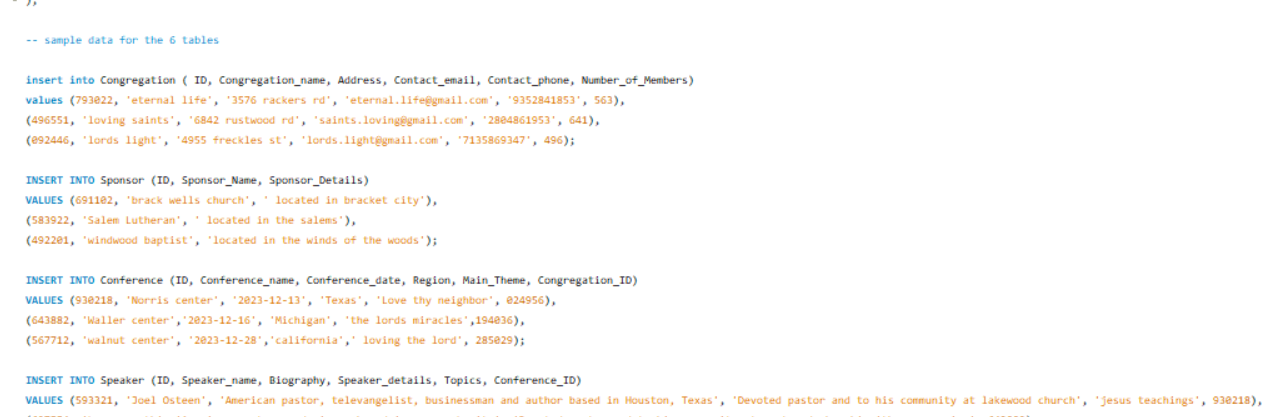 ),
-- sample data for the 6 tables
insert into Congregation ( ID, Congregation_name, Address, Contact_email, Contact_phone, Number_of_Members)
values (793022, 'eternal life', '3576 rackers rd', 'eternal.life@gmail.com', '9352841853', 563),
(496551, 'loving saints', '6842 rustwood rd', 'saints.loving@gmail.com', '2804861953', 641),
(092446, 'lords light', '4955 freckles st', 'lords.light@gmail.com', '7135869347', 496);
INSERT INTO Sponsor (ID, Sponsor_Name, Sponsor_Details)
VALUES (691102, 'brack wells church', ' located in bracket city'),
(583922, 'Salem Lutheran', ' located in the salems'),
(492201, 'windwood baptist', 'located in the winds of the woods');
INSERT INTO Conference (ID, Conference_name, Conference_date, Region, Main_Theme, Congregation_ID)
VALUES (930218, 'Norris center', '2023-12-13', 'Texas', 'Love thy neighbor', 024956),
(643882, 'Waller center','2023-12-16', 'Michigan', 'the lords miracles',194036),
(567712, 'walnut center', '2023-12-28','california',' loving the lord', 285029);
INSERT INTO Speaker (ID, Speaker_name, Biography, Speaker_details, Topics, Conference_ID)
VALUES (593321, 'Joel Osteen', 'American pastor, televangelist, businessman and author based in Houston, Texas', 'Devoted pastor and to his community at lakewood church', 'jesus teachings', 930218),